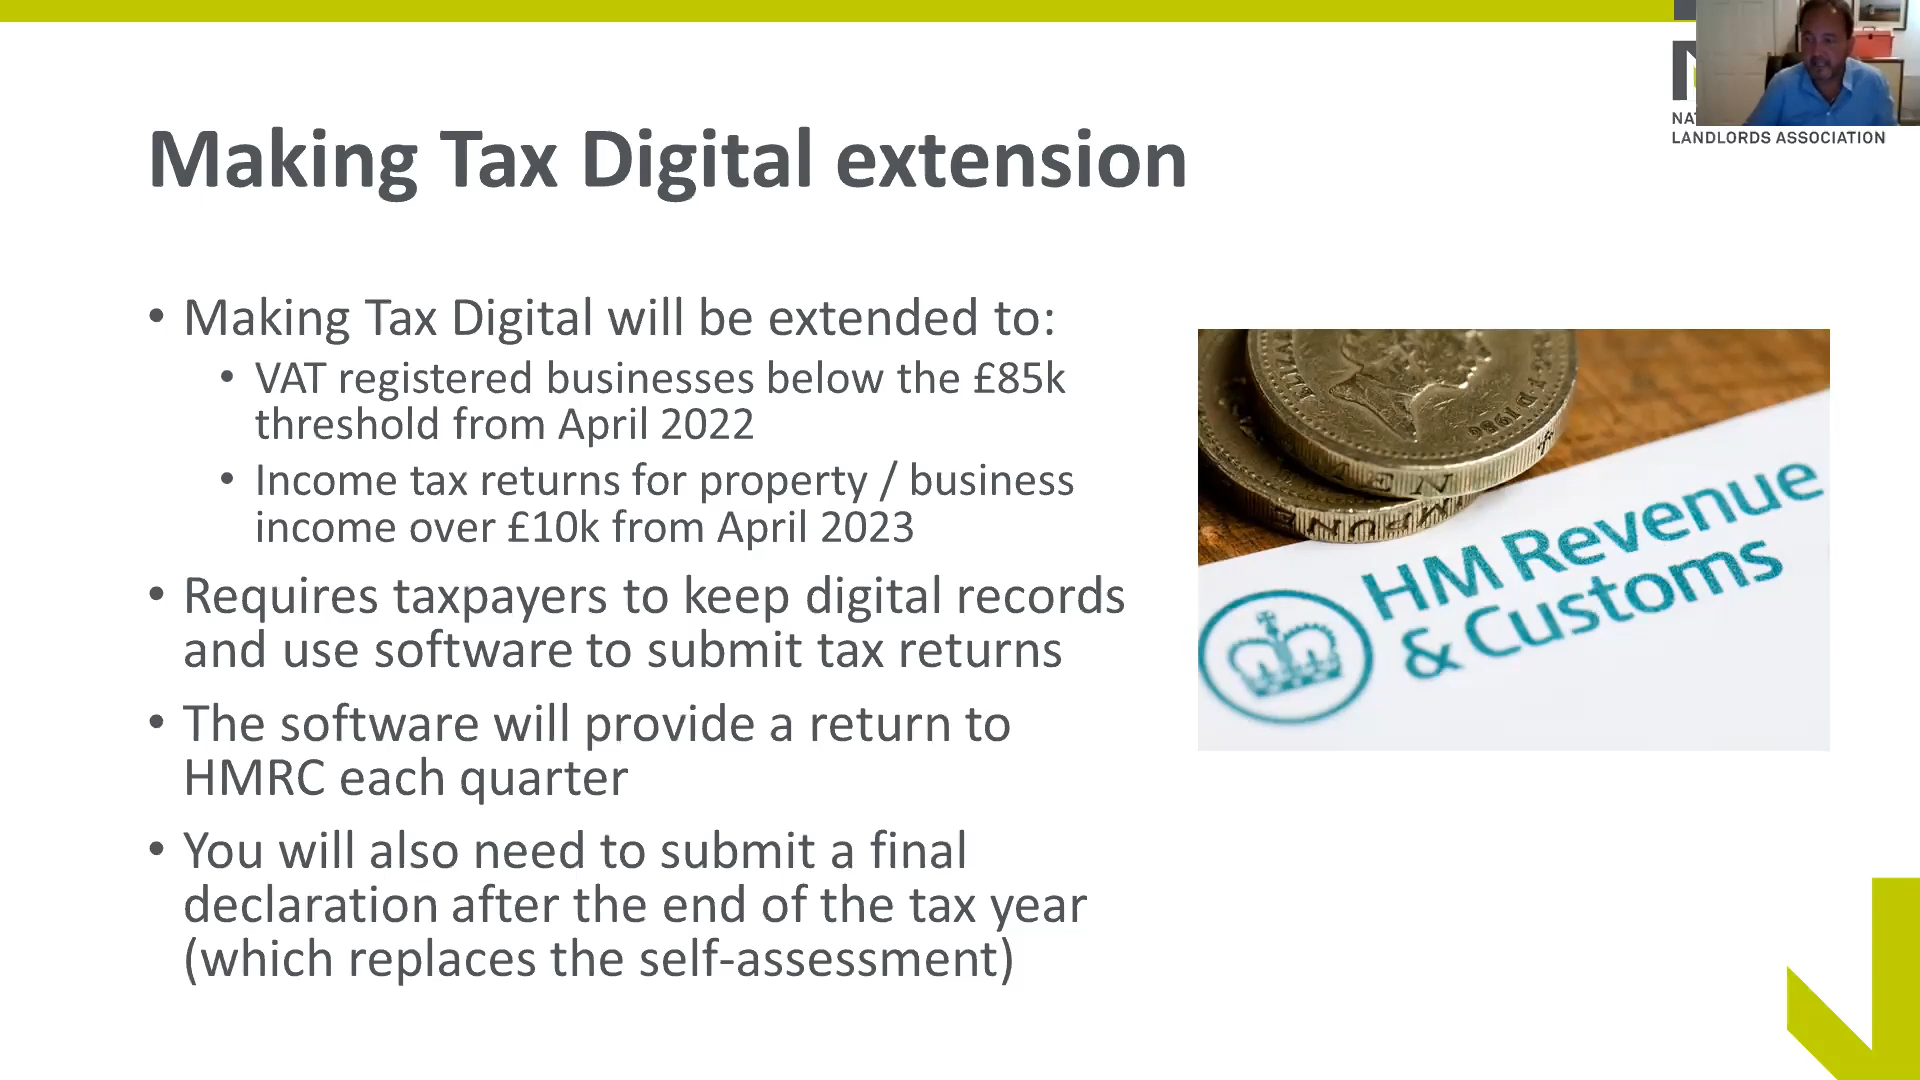 NA
LANDLORDS ASSOCIATION
Making Tax Digital extension
• Making Tax Digital will be extended to:
• VAT registered businesses below the £85k
threshold from April 2022
• Income tax returns for property / business
income over £10k from April 2023
• Requires taxpayers to keep digital records
and use software to submit tax returns
• The software will provide a return to
HMRC each quarter
• You will also need to submit a final
declaration after the end of the tax year
(which replaces the self-assessment)
HM Revenue
& Customs